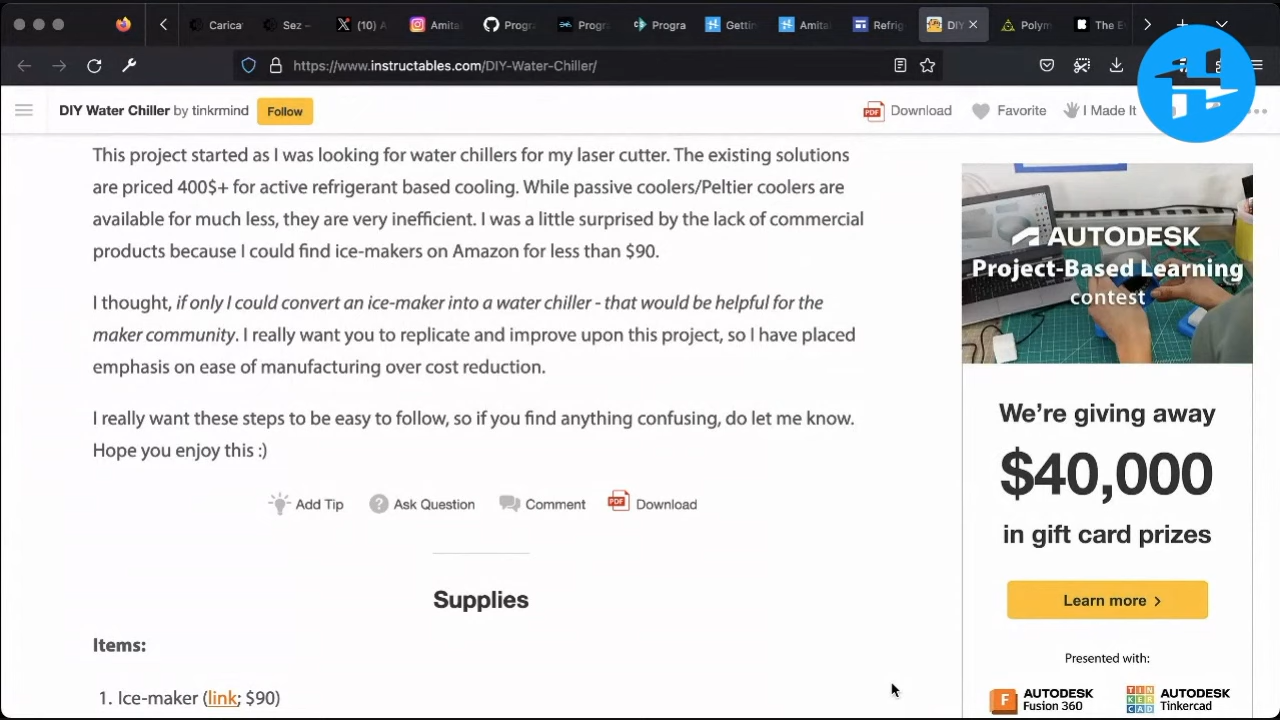 Carica
Sez –
(10) A
Amita
Progra
Progra
Progra
Gettin
Amita
Refrig
DIY
Polym
The E
https://www.instructables.com/DIY-Water-Chiller/
DIY Water Chiller by tinkrmind
Follow
Download
Favorite
I Made It
This project started as I was looking for water chillers for my laser cutter. The existing solutions
are priced 400$+ for active refrigerant based cooling. While passive coolers/Peltier coolers are
available for much less, they are very inefficient. I was a little surprised by the lack of commercial
products because I could find ice-makers on Amazon for less than $90.
I thought, if only I could convert an ice-maker into a water chiller - that would be helpful for the
maker community. I really want you to replicate and improve upon this project, so I have placed
emphasis on ease of manufacturing over cost reduction.
I really want these steps to be easy to follow, so if you find anything confusing, do let me know.
Hope you enjoy this :)
Add Tip
Ask Question
Comment
Download
Supplies
Items:
1. Ice-maker (link; $90)
AUTODESK
Project-Based Learning
contest
We're giving away
$40,000
in gift card prizes
Learn more
Presented with:
AUTODESK
Fusion 360
AUTODESK
Tinkercad